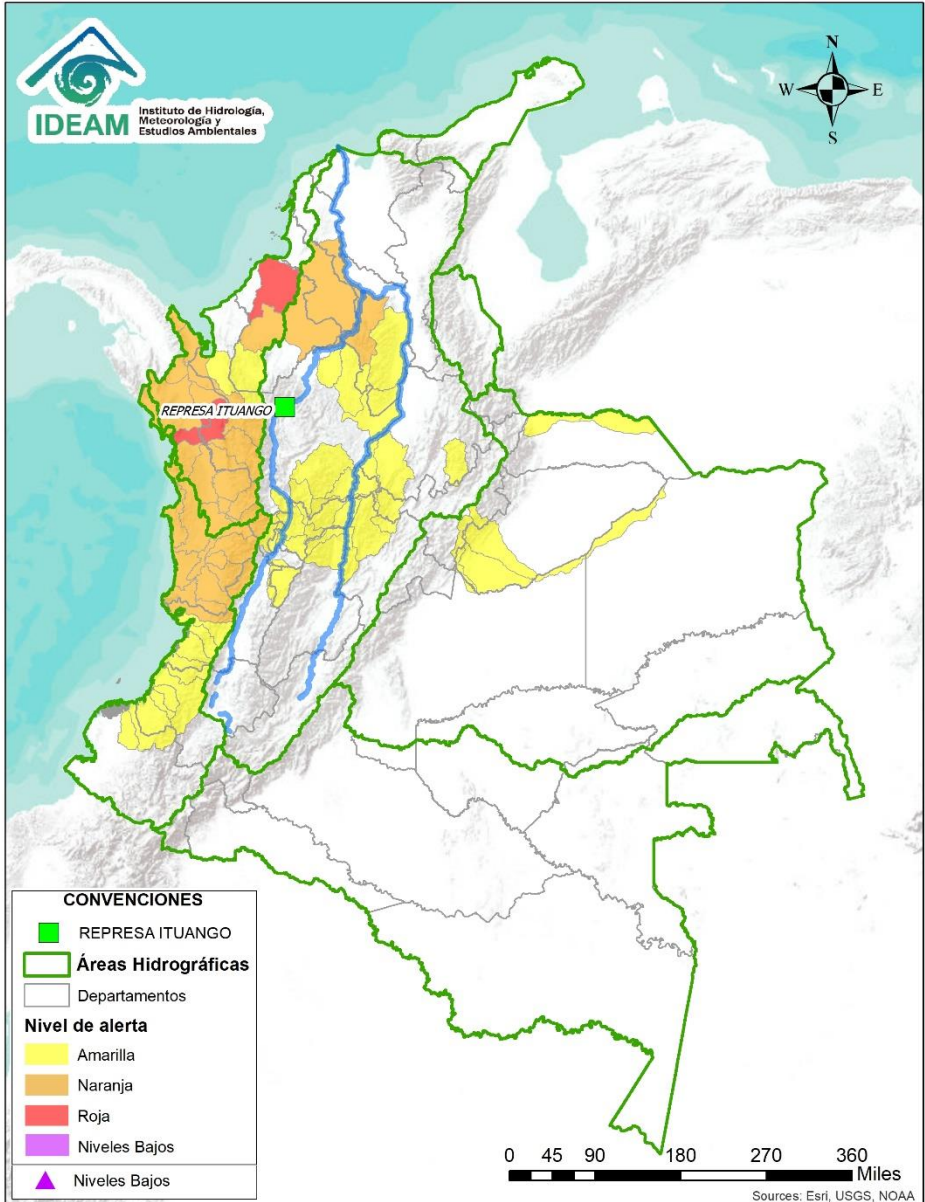 IDEAM
Instituto de Hidrología,
Meteorología y
Estudios Ambientales
N
W
E
S
REPRESA ITUANGO
CONVENCIONES
REPRESA ITUANGO
Áreas Hidrográficas
Departamentos
Nivel de alerta
Amarilla
Naranja
Roja
Niveles Bajos
Niveles Bajos
0 45 90 180 270 360
Miles
Sources: Esri, USGS, NOAA